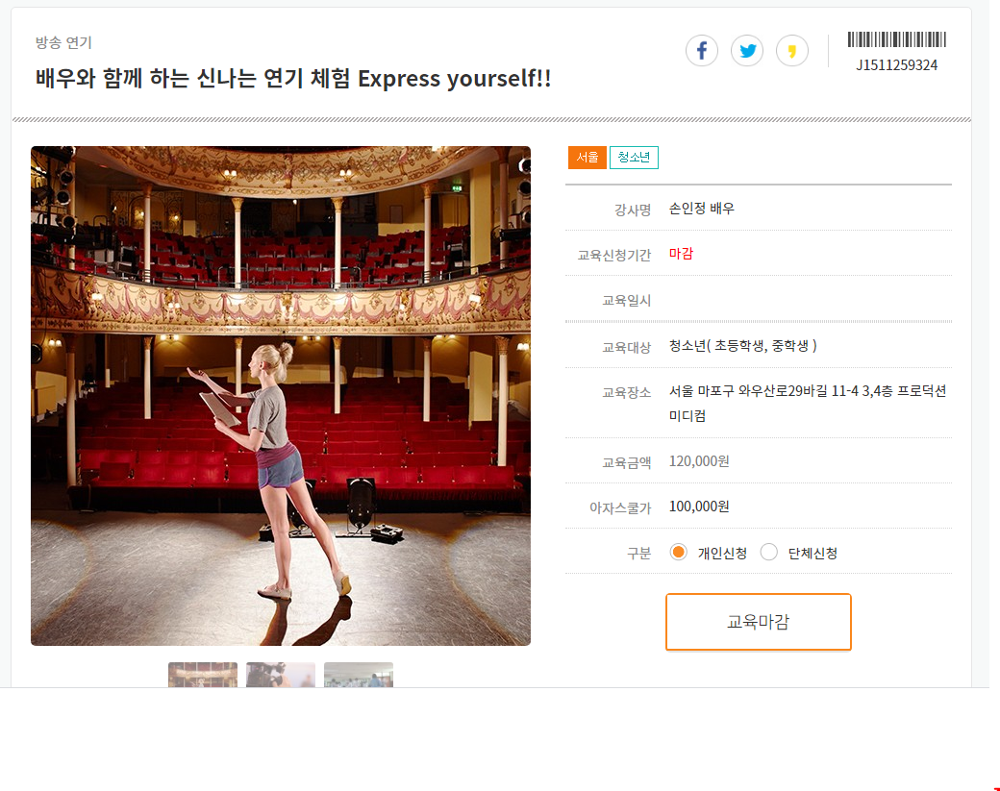 방송 연기
배우와 함께 하는 신나는 연기 체험 Express yourself!!
J1511259324
서울 청소년
강사명 손인정 배우
교육신청기간 마감
교육일시
교육대상 청소년( 초등학생, 중학생 )
교육장소 서울 마포구 와우산로29바길 11-4 3,4층 프로덕션
미디컴
교육금액 120,000원
아자스쿨가 100,000원
구분 개인신청 단체신청
교육마감